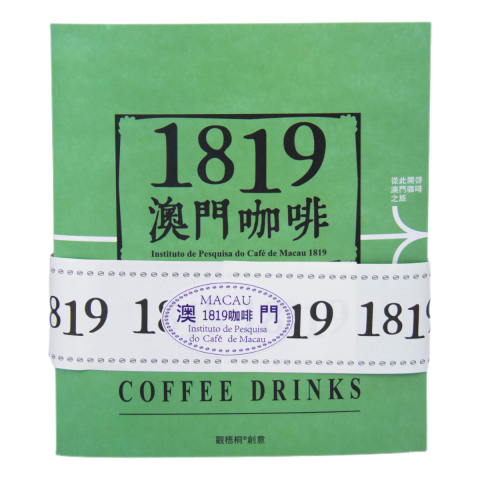 1819
澳門咖啡
Instituto de Pesquisa do Café de Macau 1819
從此開啓
澳門咖啡
之旅
819 18 19 1819
MACAU
澳 1819咖啡 門
Instituto de Pesquisa
do Café de Macau
COFFEE DRINKS
觀梧桐®創意